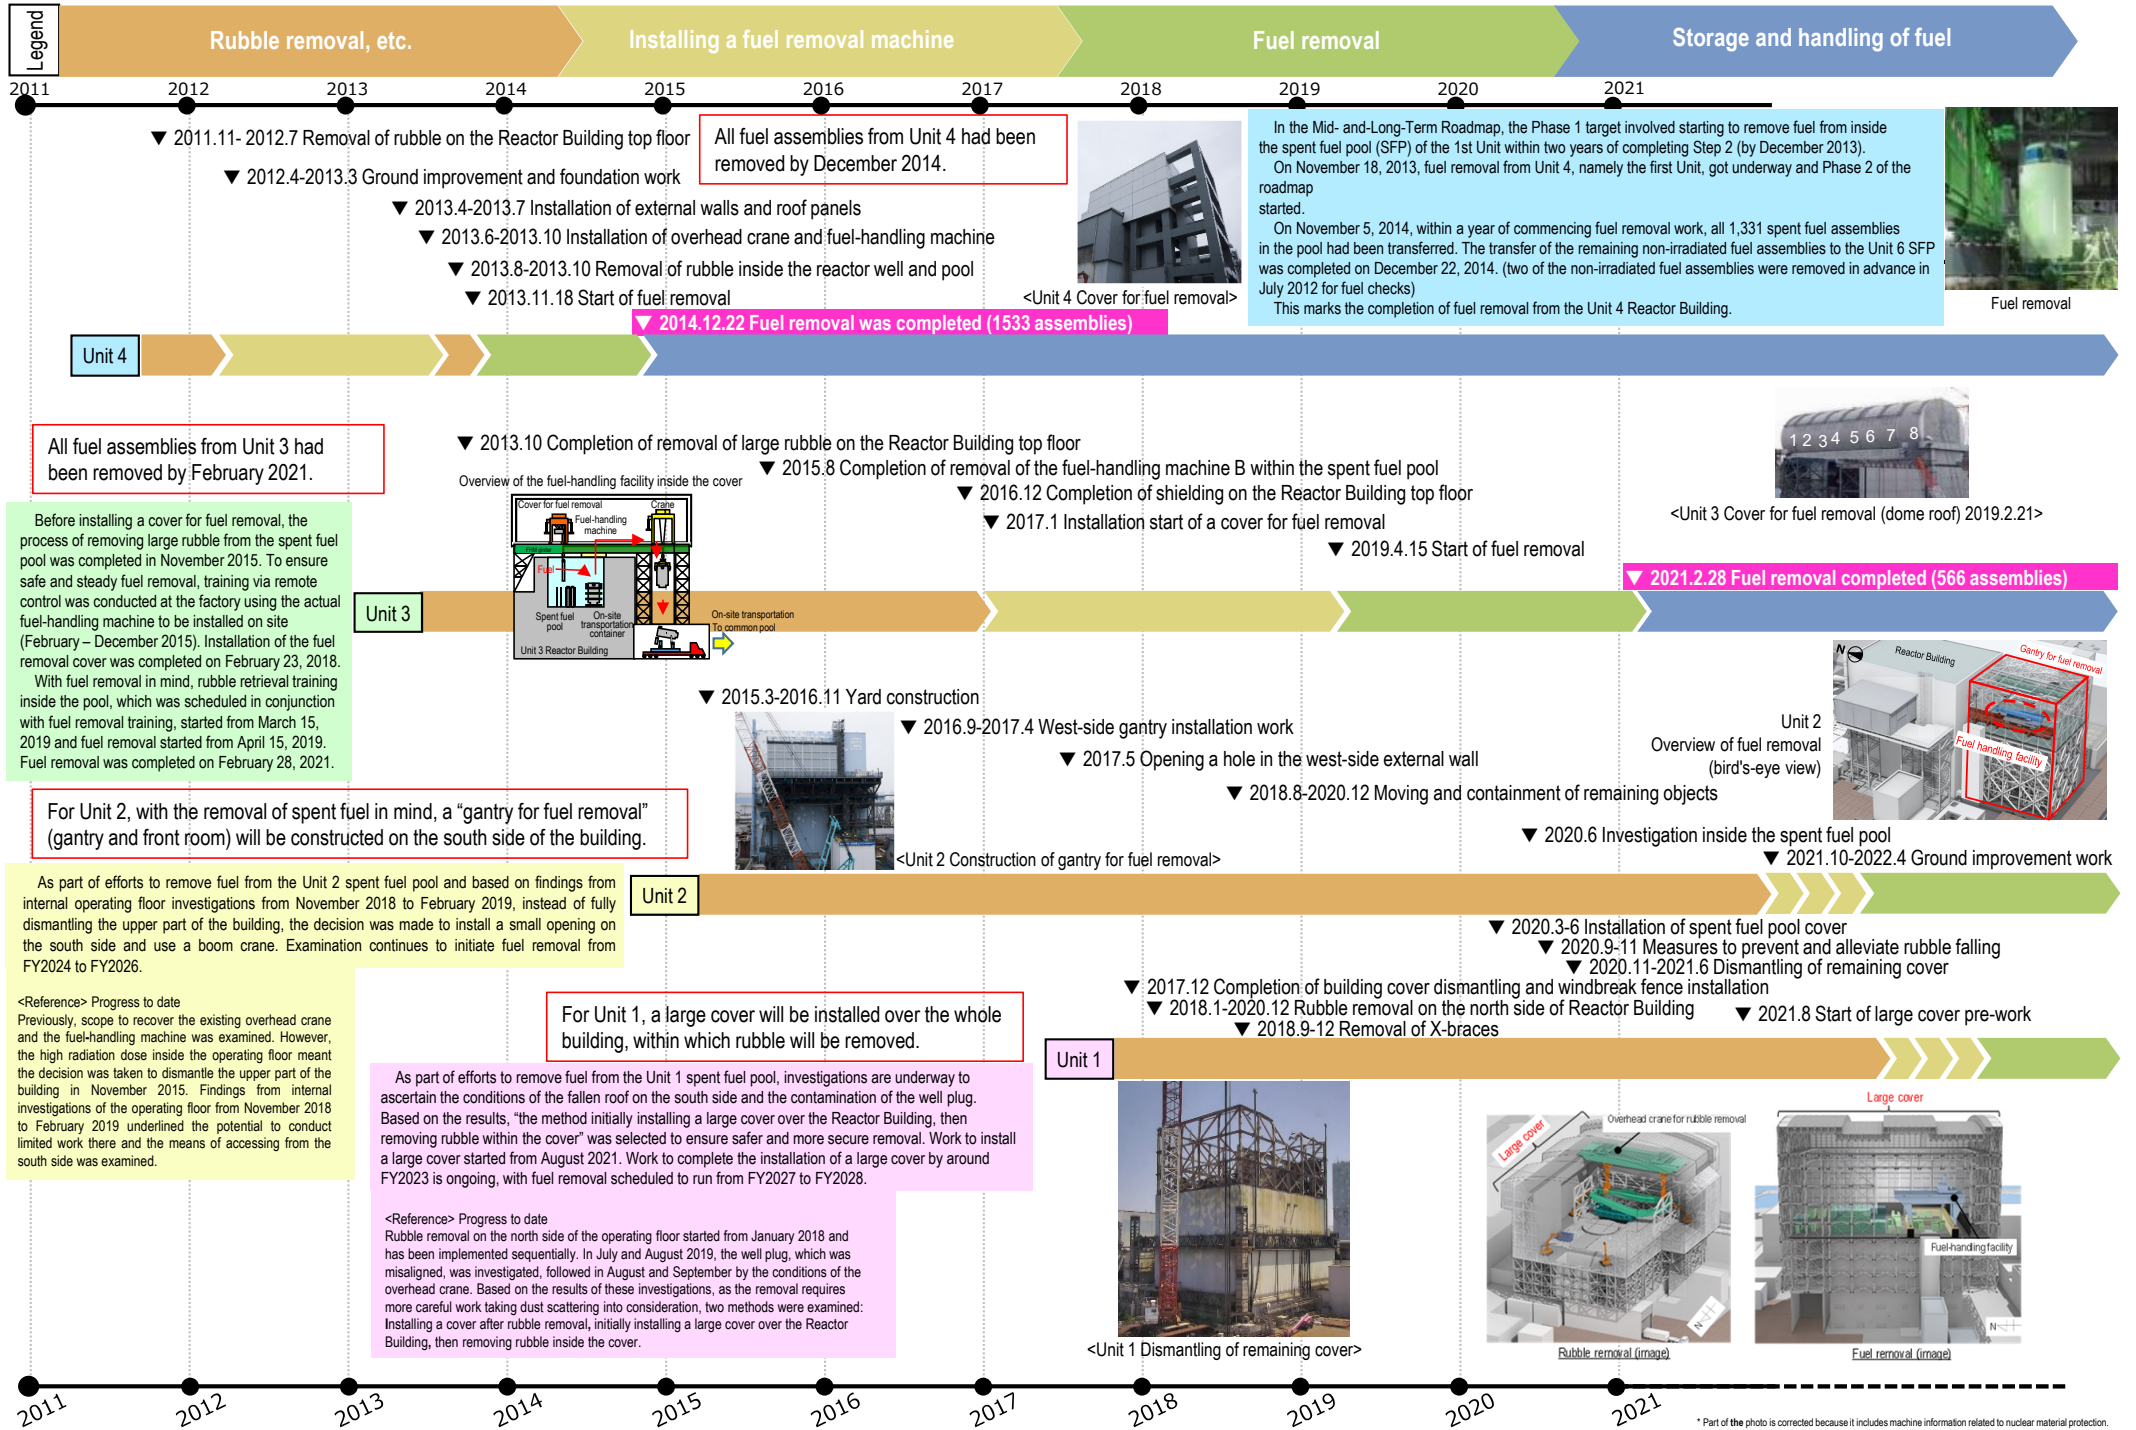 Legend
Rubble removal, etc.
Installing a fuel removal machine
Fuel removal
Storage and handling of fuel
2011 2012 2013 2014 2015 2016 2017 2018 2019 2020 2021
▼ 2011.11- 2012.7 Removal of rubble on the Reactor Building top floor
▼ 2012.4-2013.3 Ground improvement and foundation work
▼ 2013.4-2013.7 Installation of external walls and roof panels
▼ 2013.6-2013.10 Installation of overhead crane and fuel-handling machine
▼ 2013.8-2013.10 Removal of rubble inside the reactor well and pool
▼ 2013.11.18 Start of fuel removal
▼ 2014.12.22 Fuel removal was completed (1533 assemblies)
All fuel assemblies from Unit 4 had been
removed by December 2014.
<Unit 4 Cover for fuel removal>
In the Mid- and-Long-Term Roadmap, the Phase 1 target involved starting to remove fuel from inside
the spent fuel pool (SFP) of the 1st Unit within two years of completing Step 2 (by December 2013).
On November 18, 2013, fuel removal from Unit 4, namely the first Unit, got underway and Phase 2 of the
roadmap
started.
On November 5, 2014, within a year of commencing fuel removal work, all 1,331 spent fuel assemblies
in the pool had been transferred. The transfer of the remaining non-irradiated fuel assemblies to the Unit 6 SFP
was completed on December 22, 2014. (two of the non-irradiated fuel assemblies were removed in advance in
July 2012 for fuel checks)
This marks the completion of fuel removal from the Unit 4 Reactor Building.
Fuel removal
Unit 4
All fuel assemblies from Unit 3 had
been removed by February 2021.
▼ 2013.10 Completion of removal of large rubble on the Reactor Building top floor
▼ 2015.8 Completion of removal of the fuel-handling machine B within the spent fuel pool
▼ 2016.12 Completion of shielding on the Reactor Building top floor
▼ 2017.1 Installation start of a cover for fuel removal
▼ 2019.4.15 Start of fuel removal
▼ 2021.2.28 Fuel removal completed (566 assemblies)
1 2 3 4 5 6 7 8
<Unit 3 Cover for fuel removal (dome roof) 2019.2.21>
Overview of the fuel-handling facility inside the cover
Cover for fuel removal
Crane
Fuel-handling
machine
FHM girder
Fuel
Spent fuel
pool
On-site
transportation
container
Unit 3 Reactor Building
On-site transportation
To common pool
Before installing a cover for fuel removal, the
process of removing large rubble from the spent fuel
pool was completed in November 2015. To ensure
safe and steady fuel removal, training via remote
control was conducted at the factory using the actual
fuel-handling machine to be installed on site
(February – December 2015). Installation of the fuel
removal cover was completed on February 23, 2018.
With fuel removal in mind, rubble retrieval training
inside the pool, which was scheduled in conjunction
with fuel removal training, started from March 15,
2019 and fuel removal started from April 15, 2019.
Fuel removal was completed on February 28, 2021.
Unit 3
▼ 2015.3-2016.11 Yard construction
▼ 2016.9-2017.4 West-side gantry installation work
▼ 2017.5 Opening a hole in the west-side external wall
▼ 2018.8-2020.12 Moving and containment of remaining objects
▼ 2020.6 Investigation inside the spent fuel pool
▼ 2021.10-2022.4 Ground improvement work
Unit 2
Overview of fuel removal
(bird's-eye view)
N
Reactor Building
Gantry for fuel removal
Fuel handling facility
For Unit 2, with the removal of spent fuel in mind, a “gantry for fuel removal”
(gantry and front room) will be constructed on the south side of the building.
<Unit 2 Construction of gantry for fuel removal>
As part of efforts to remove fuel from the Unit 2 spent fuel pool and based on findings from
internal operating floor investigations from November 2018 to February 2019, instead of fully
dismantling the upper part of the building, the decision was made to install a small opening on
the south side and use a boom crane. Examination continues to initiate fuel removal from
FY2024 to FY2026.
<Reference> Progress to date
Previously, scope to recover the existing overhead crane
and the fuel-handling machine was examined. However,
the high radiation dose inside the operating floor meant
the decision was taken to dismantle the upper part of the
building in November 2015. Findings from internal
investigations of the operating floor from November 2018
to February 2019 underlined the potential to conduct
limited work there and the means of accessing from the
south side was examined.
Unit 2
▼ 2020.3-6 Installation of spent fuel pool cover
▼ 2020.9-11 Measures to prevent and alleviate rubble falling
▼ 2020.11-2021.6 Dismantling of remaining cover
▼ 2017.12 Completion of building cover dismantling and windbreak fence installation
▼ 2018.1-2020.12 Rubble removal on the north side of Reactor Building
▼ 2018.9-12 Removal of X-braces
▼ 2021.8 Start of large cover pre-work
For Unit 1, a large cover will be installed over the whole
building, within which rubble will be removed.
Unit 1
As part of efforts to remove fuel from the Unit 1 spent fuel pool, investigations are underway to
ascertain the conditions of the fallen roof on the south side and the contamination of the well plug.
Based on the results, “the method initially installing a large cover over the Reactor Building, then
removing rubble within the cover” was selected to ensure safer and more secure removal. Work to install
a large cover started from August 2021. Work to complete the installation of a large cover by around
FY2023 is ongoing, with fuel removal scheduled to run from FY2027 to FY2028.
<Reference> Progress to date
Rubble removal on the north side of the operating floor started from January 2018 and
has been implemented sequentially. In July and August 2019, the well plug, which was
misaligned, was investigated, followed in August and September by the conditions of the
overhead crane. Based on the results of these investigations, as the removal requires
more careful work taking dust scattering into consideration, two methods were examined:
Installing a cover after rubble removal, initially installing a large cover over the Reactor
Building, then removing rubble inside the cover.
<Unit 1 Dismantling of remaining cover>
Large cover
Overhead crane for rubble removal
N
Rubble removal (image)
Large cover
Fuel-handling facility
N
Fuel removal (image)
2011 2012 2013 2014 2015 2016 2017 2018 2019 2020 2021
* Part of the photo is corrected because it includes machine information related to nuclear material protection.